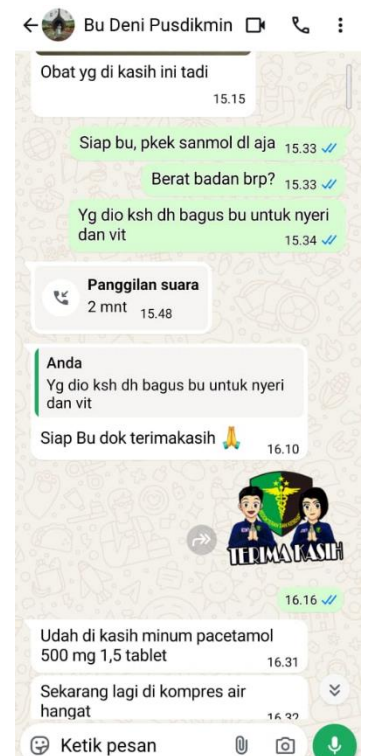 Bu Deni Pusdikmin
Obat yg di kasih ini tadi
15.15
Siap bu, pkek sanmol dl aja 15.33
Berat badan brp? 15.33
Yg dio ksh dh bagus bu untuk nyeri
dan vit 15.34
Panggilan suara
2 mnt 15.48
Anda
Yg dio ksh dh bagus bu untuk nyeri
dan vit
Siap Bu dok terimakasih 🙏 16.10
TERIMA KASIH
16.16
Udah di kasih minum pacetamol
500 mg 1,5 tablet 16.31
Sekarang lagi di kompres air
hangat 16.32
Ketik pesan